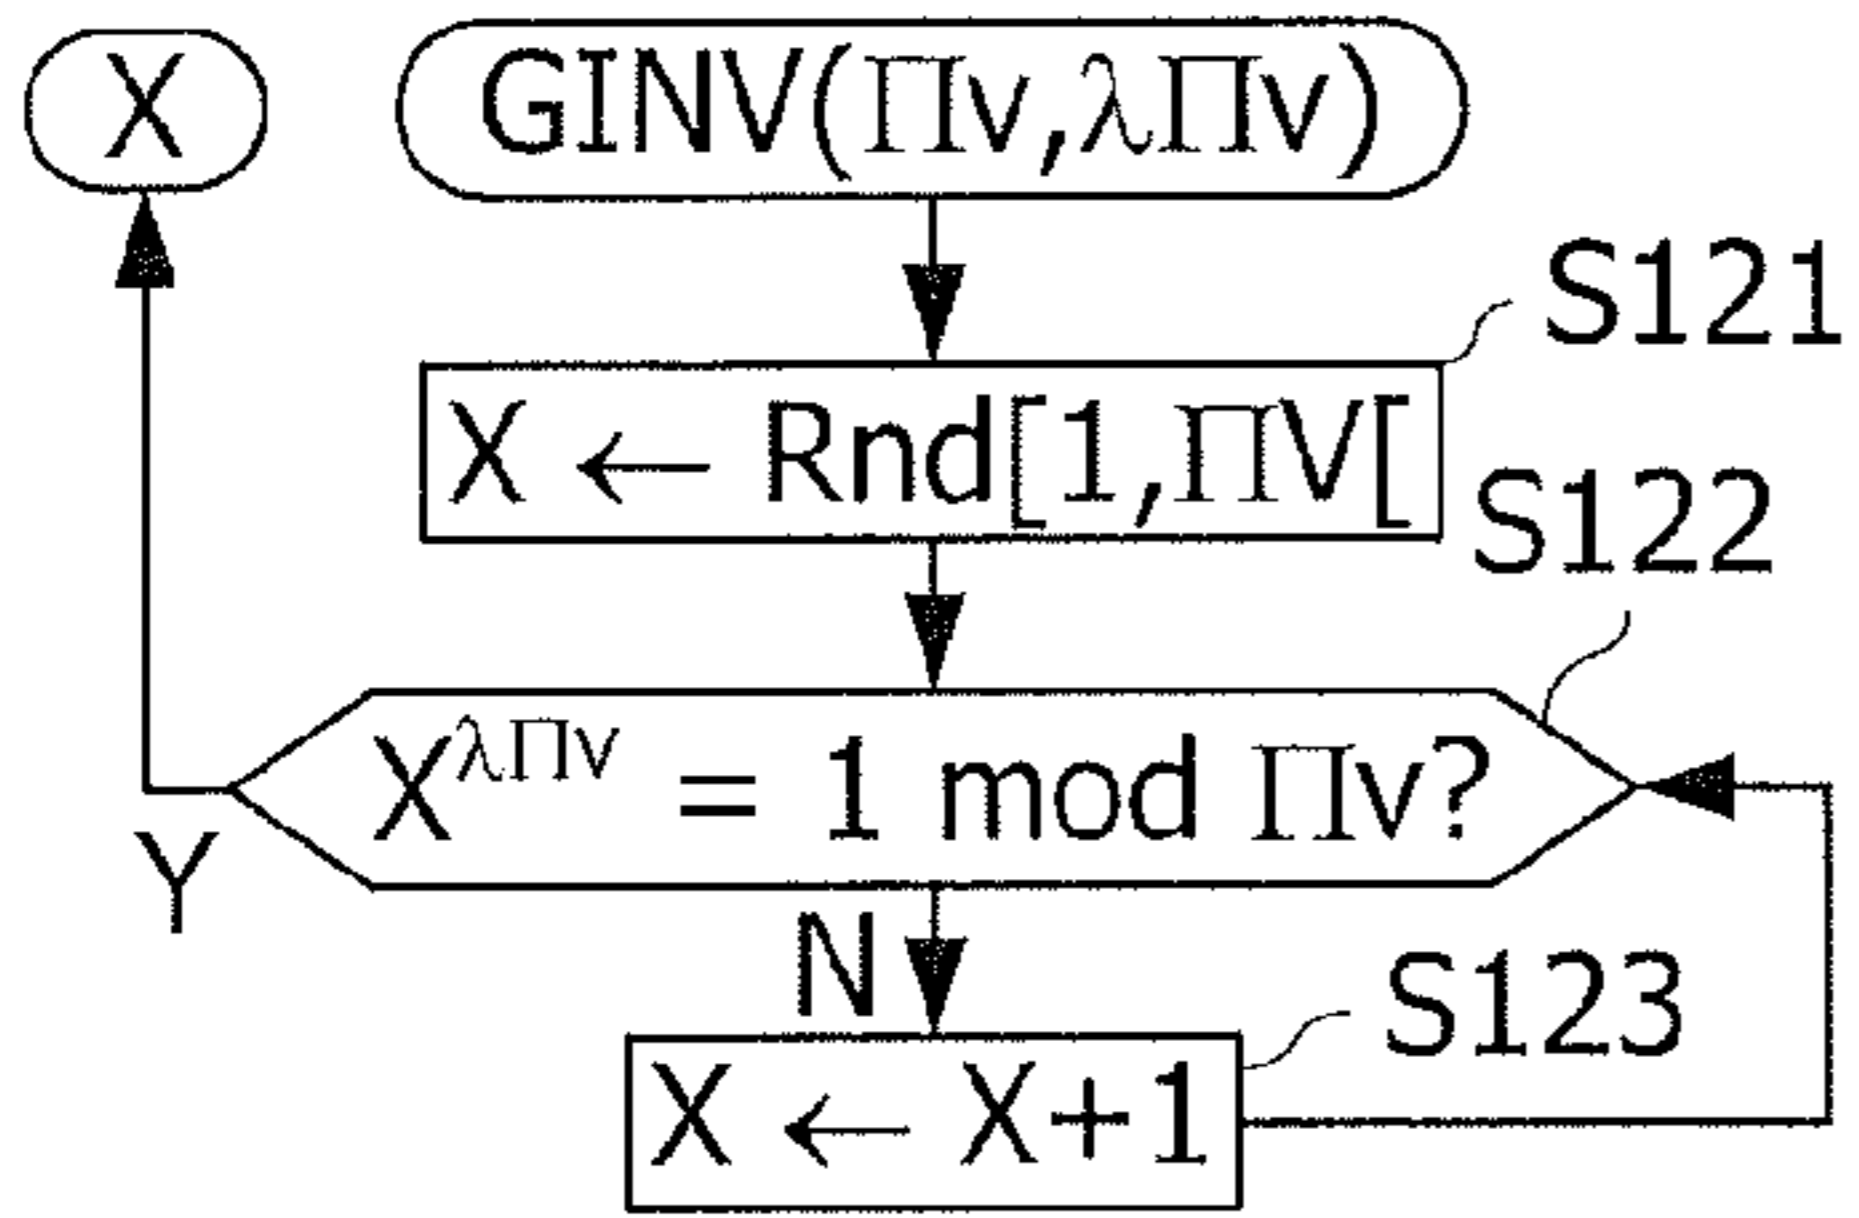 X
GINV(Πv,λΠv)
S121
X ← Rnd[1,ΠV[
S122
X^λΠv = 1 mod Πv?
Y
N
S123
X ← X+1